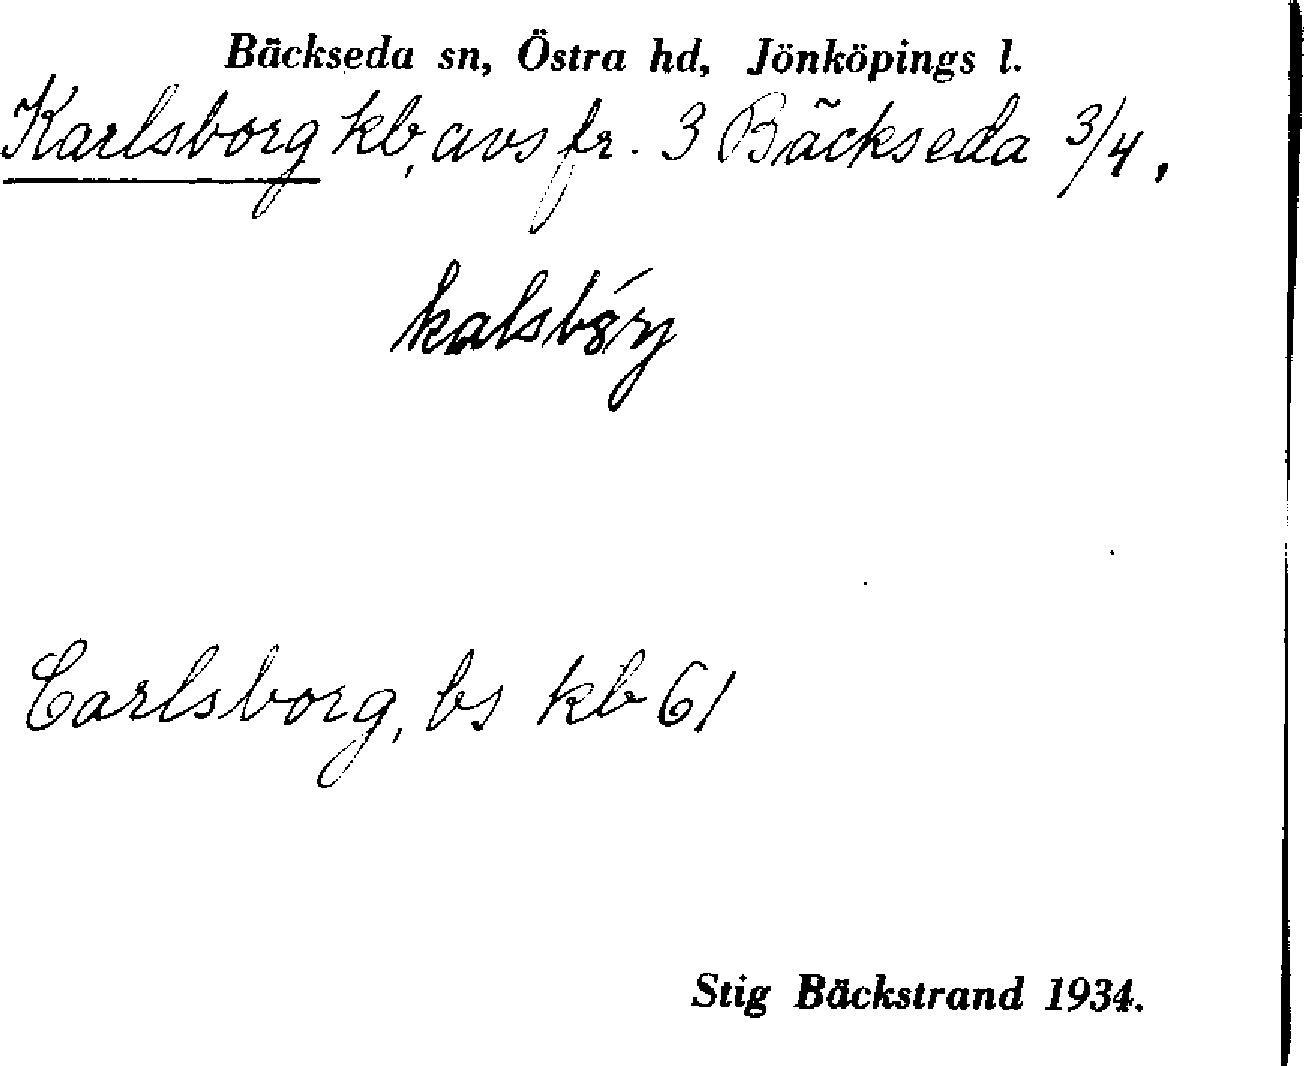 Bäckseda sn, Östra hd, Jönköpings l.
Karlsborg kb, avs fr. 3 Bäckseda 3/4,
Carlsborg, bs kb 61
Stig Bäckstrand 1934.